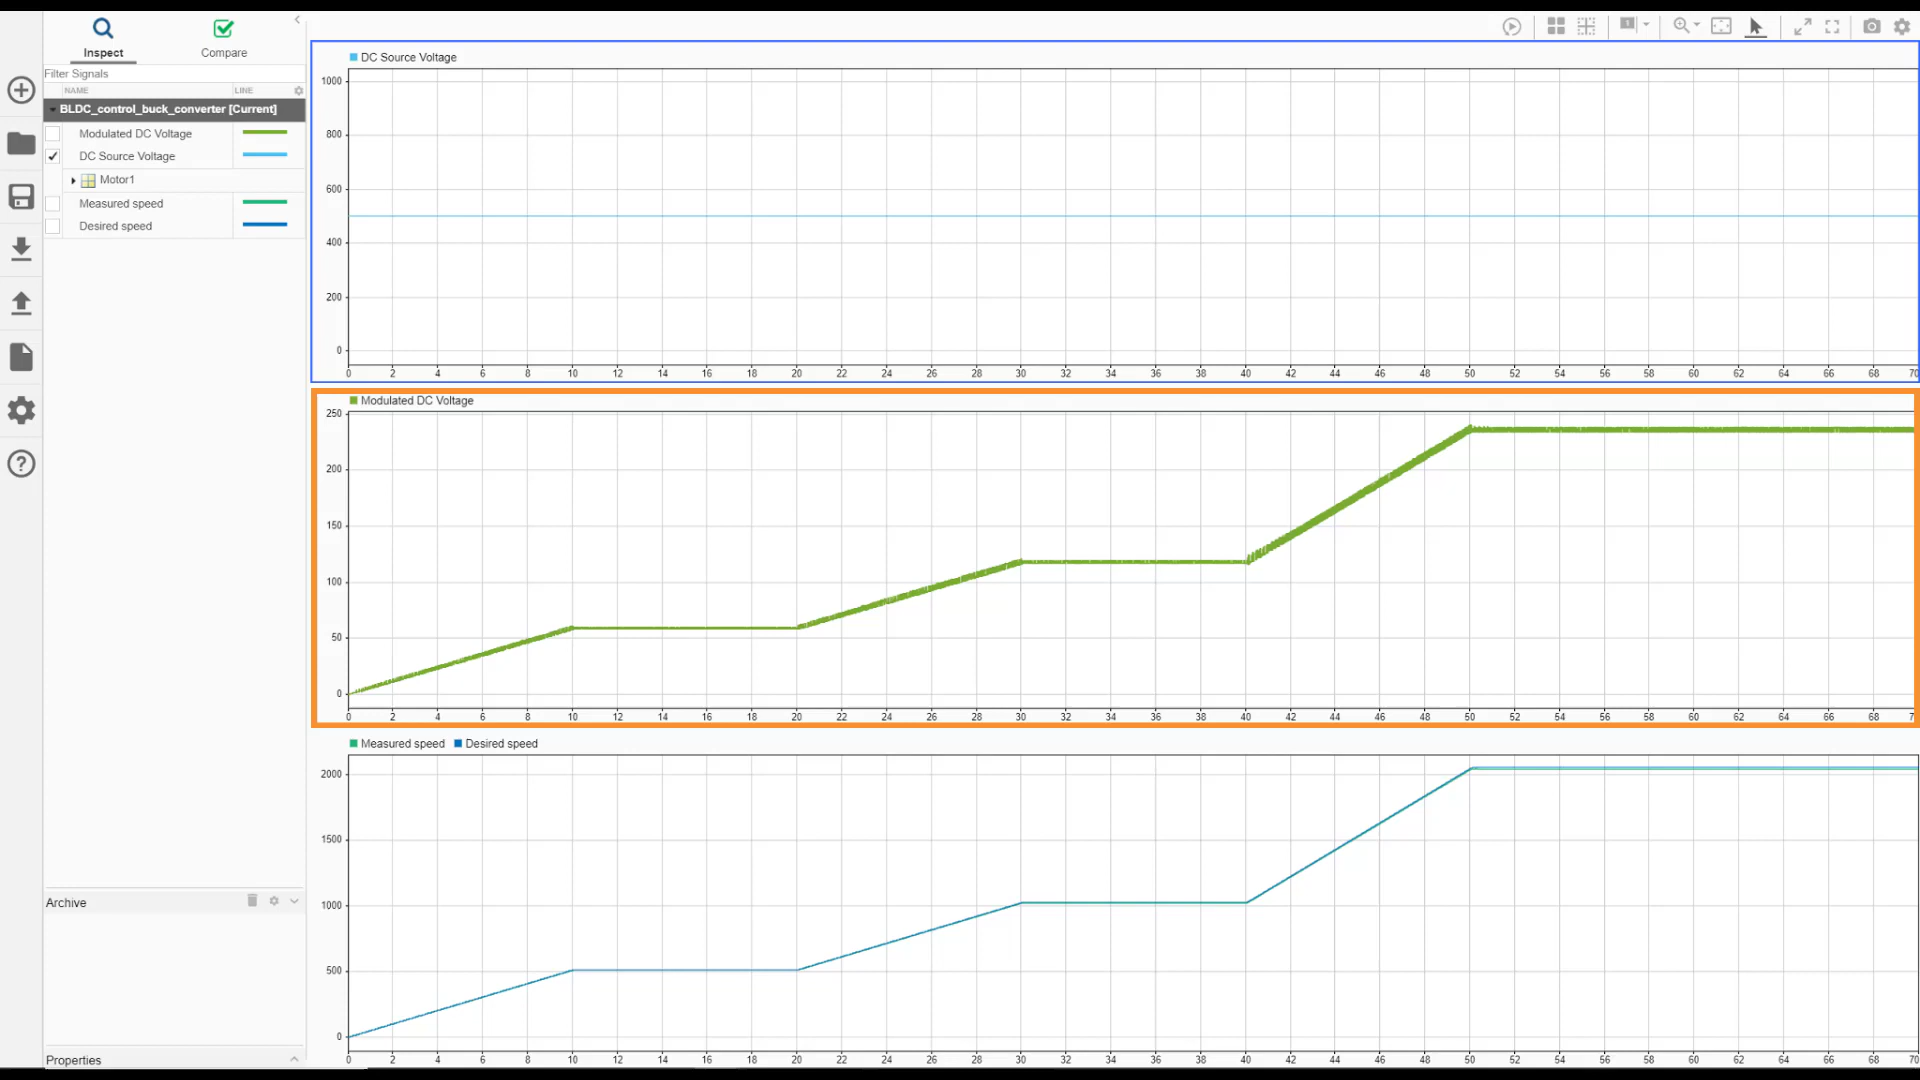 Inspect
Compare
Filter Signals
NAME LINE
BLDC_control_buck_converter [Current]
Modulated DC Voltage
DC Source Voltage
Motor1
Measured speed
Desired speed
Archive
Properties
DC Source Voltage
1000
800
600
400
200
0
0 2 4 6 8 10 12 14 16 18 20 22 24 26 28 30 32 34 36 38 40 42 44 46 48 50 52 54 56 58 60 62 64 66 68 70
Modulated DC Voltage
250
200
150
100
50
0
0 2 4 6 8 10 12 14 16 18 20 22 24 26 28 30 32 34 36 38 40 42 44 46 48 50 52 54 56 58 60 62 64 66 68 7
Measured speed Desired speed
2000
1500
1000
500
0
0 2 4 6 8 10 12 14 16 18 20 22 24 26 28 30 32 34 36 38 40 42 44 46 48 50 52 54 56 58 60 62 64 66 68 70